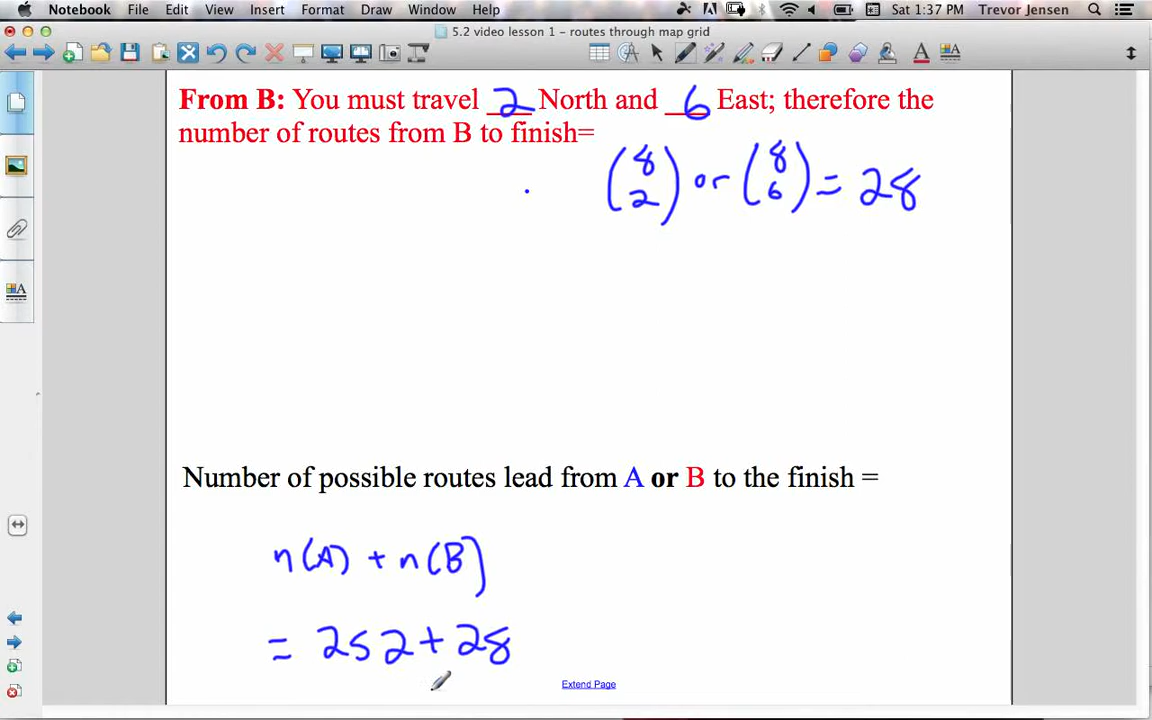 Keynote File Edit View Insert Format Draw Window Help Sat 1:37 PM Trevor Jensen
5.2 video lesson 1 - routes through map grid
From B: You must travel 2 North and 6 East; therefore the
number of routes from B to finish=
(8 2) or (8 6) = 28
Number of possible routes lead from A or B to the finish =
n(A) + n(B)
= 252 + 28
Extend Page